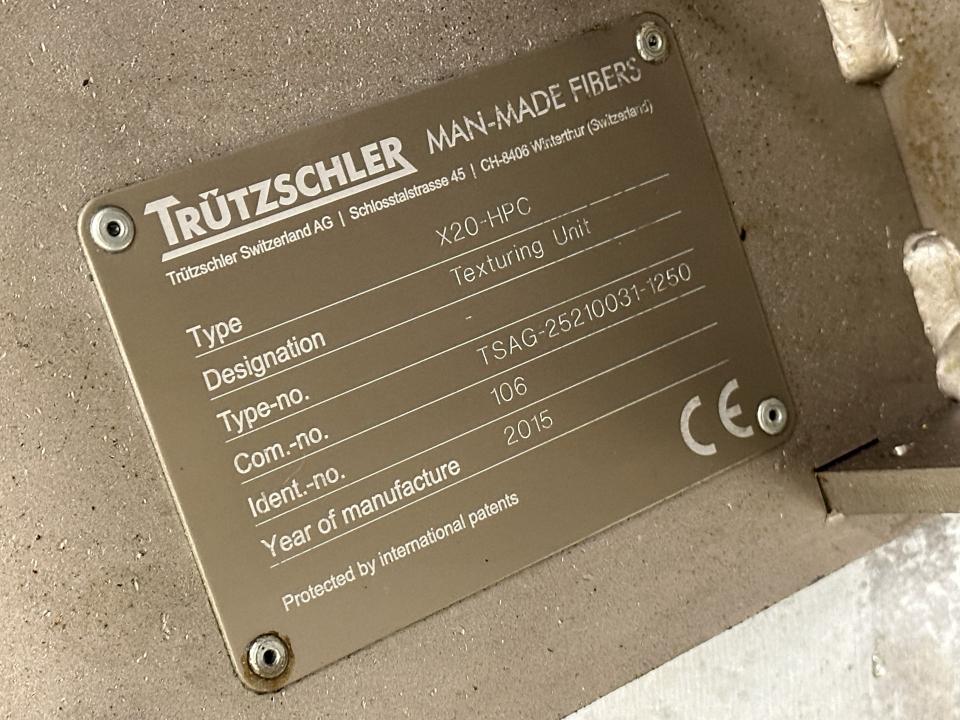 TRÜTZSCHLER MAN-MADE FIBERS
Trützschler Switzerland AG | Schlosstalstrasse 45 | CH-8406 Winterthur (Switzerland)
Type X20-HPC
Designation Texturing Unit
Type-no. -
Com.-no. TSAG-25210031-1250
Ident.-no. 106
Year of manufacture 2015
CE
Protected by international patents